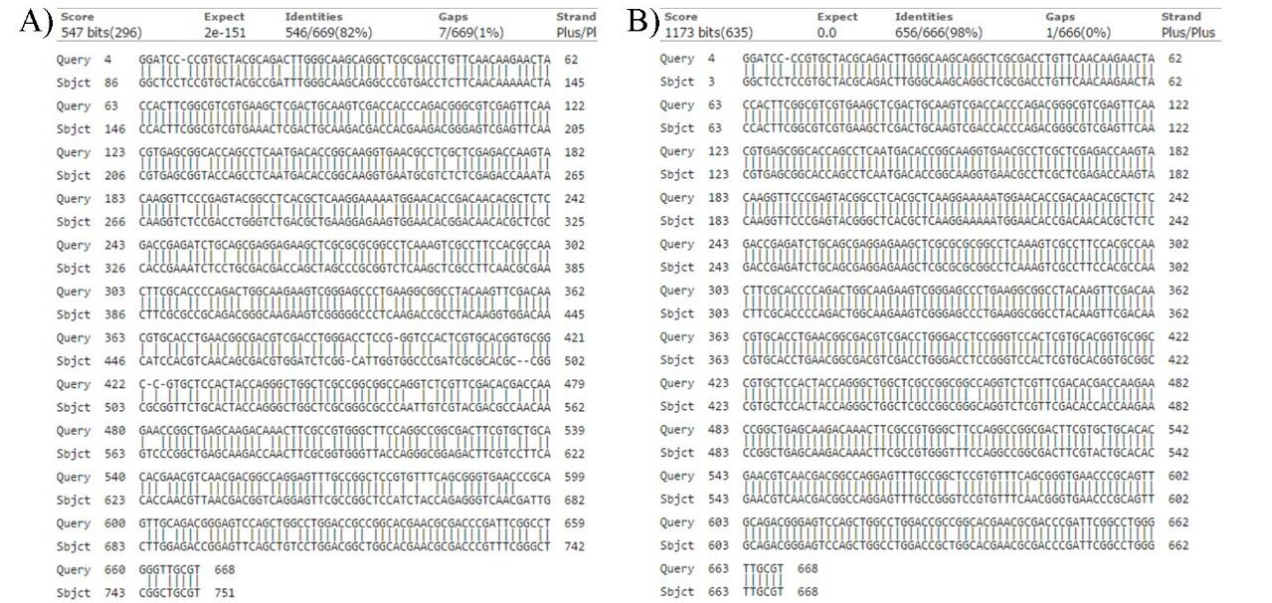 A)
Score Expect Identities Gaps Strand
547 bits(296) 2e-151 546/669(82%) 7/669(1%) Plus/Pl
Query 4 GGATCC-CCGTGCTACGCAGACTTGGGCAAGCAGGCTCGCGACCTGTTCAACAAGAACTA 62
Sbjct 86 GGCTCCTCCGTGCTACGCCGATTTGGGCAAGCAGGCCCGTGACCTCTTCAACAAAAACTA 145
Query 63 CCACTTCGGCGTCGTGAAGCTCGACTGCAAGTCGACCACCCAGACGGGCGTCGAGTTCAA 122
Sbjct 146 CCACTTCGGCGTCGTGAAACTCGACTGCAAGACGACCACGAAGACGGGAGTCGAGTTCAA 205
Query 123 CGTGAGCGGCACCAGCCTCAATGACACCGGCAAGGTGAACGCCTCGCTCGAGACCAAGTA 182
Sbjct 206 CGTGAGCGGTACCAGCCTCAATGACACCGGCAAGGTGAATGCGTCTCTCGAGACCAAATA 265
Query 183 CAAGGTTCCCGAGTACGGCCTCACGCTCAAGGAAAAATGGAACACCGACAACACGCTCTC 242
Sbjct 266 CAAGGTCTCCGACCTGGGTCTGACGCTGAAGGAGAAGTGGAACACGGACAACACGCTCGC 325
Query 243 GACCGAGATCTGCAGCGAGGAGAAGCTCGCGCGCGGCCTCAAAGTCGCCTTCCACGCCAA 302
Sbjct 326 CACCGAAATCTCCTGCGACGACCAGCTAGCCCGCGGTCTCAAGCTCGCCTTCAACGCGAA 385
Query 303 CTTCGCACCCCAGACTGGCAAGAAGTCGGGAGCCCTGAAGGCGGCCTACAAGTTCGACAA 362
Sbjct 386 CTTCGCGCCGCAGACGGGCAAGAAGTCGGGGGCCCTCAAGACCGCCTACAAGGTGGACAA 445
Query 363 CGTGCACCTGAACGGCGACGTCGACCTGGGACCTCCG-GGTCCACTCGTGCACGGTGCGG 421
Sbjct 446 CATCCACGTCAACAGCGACGTGGATCTCGG-CATTGGTGGCCCGATCGCGCACGC--CGG 502
Query 422 C-C-GTGCTCCACTACCAGGGCTGGCTCGCCGGCGGCCAGGTCTCGTTCGACACGACCAA 479
Sbjct 503 CGCGGTTCTGCACTACCAGGGCTGGCTCGCGGGCGCCCAATTGTCGTACGACGCCAACAA 562
Query 480 GAACCGGCTGAGCAAGACAAACTTCGCCGTGGGCTTCCAGGCCGGCGACTTCGTGCTGCA 539
Sbjct 563 GTCCCGGCTGAGCAAGACCAACTTCGCGGTGGGTTACCAGGGCGGAGACTTCGTCCTTCA 622
Query 540 CACGAACGTCAACGACGGCCAGGAGTTTGCCGGCTCCGTGTTTCAGCGGGTGAACCCGCA 599
Sbjct 623 CACCAACGTTAACGACGGTCAGGAGTTCGCCGGCTCCATCTACCAGAGGGTCAACGATTG 682
Query 600 GTTGCAGACGGGAGTCCAGCTGGCCTGGACCGCCGGCACGAACGCGACCCGATTCGGCCT 659
Sbjct 683 CTTGGAGACCGGAGTTCAGCTGTCCTGGACGGCTGGCACGAACGCGACCCGTTTCGGGCT 742
Query 660 GGGTTGCGT 668
Sbjct 743 CGGCTGCGT 751
B)
Score Expect Identities Gaps Strand
1173 bits(635) 0.0 656/666(98%) 1/666(0%) Plus/Plus
Query 4 GGATCC-CCGTGCTACGCAGACTTGGGCAAGCAGGCTCGCGACCTGTTCAACAAGAACTA 62
Sbjct 3 GGCTCCTCCGTGCTACGCAGACTTGGGCAAGCAGGCTCGCGACCTGTTCAACAAGAACTA 62
Query 63 CCACTTCGGCGTCGTGAAGCTCGACTGCAAGTCGACCACCCAGACGGGCGTCGAGTTCAA 122
Sbjct 63 CCACTTCGGCGTCGTGAAGCTCGACTGCAAGTCGACCACCCAGACGGGCGTCGAGTTCAA 122
Query 123 CGTGAGCGGCACCAGCCTCAATGACACCGGCAAGGTGAACGCCTCGCTCGAGACCAAGTA 182
Sbjct 123 CGTGAGCGGCACCAGCCTCAATGACACCGGCAAGGTGAACGCCTCGCTCGAGACCAAGTA 182
Query 183 CAAGGTTCCCGAGTACGGCCTCACGCTCAAGGAAAAATGGAACACCGACAACACGCTCTC 242
Sbjct 183 CAAGGTTCCCGAGTACGGGCTCACGCTCAAGGAAAAATGGAACACCGACAACACGCTCTC 242
Query 243 GACCGAGATCTGCAGCGAGGAGAAGCTCGCGCGCGGCCTCAAAGTCGCCTTCCACGCCAA 302
Sbjct 243 GACCGAGATCTGCAGCGAGGAGAAGCTCGCGCGCGGCCTCAAAGTCGCCTTCCACGCCAA 302
Query 303 CTTCGCACCCCAGACTGGCAAGAAGTCGGGAGCCCTGAAGGCGGCCTACAAGTTCGACAA 362
Sbjct 303 CTTCGCACCCCAGACTGGCAAGAAGTCGGGAGCCCTGAAGGCGGCCTACAAGTTCGACAA 362
Query 363 CGTGCACCTGAACGGCGACGTCGACCTGGGACCTCCGGGTCCACTCGTGCACGGTGCGGC 422
Sbjct 363 CGTGCACCTGAACGGCGACGTCGACCTGGGACCTCCGGGTCCACTCGTGCACGGTGCGGC 422
Query 423 CGTGCTCCACTACCAGGGCTGGCTCGCCGGCGGCCAGGTCTCGTTCGACACGACCAAGAA 482
Sbjct 423 CGTGCTCCACTACCAGGGCTGGCTCGCCGGCGGGCAGGTCTCGTTCGACACCACCAAGAA 482
Query 483 CCGGCTGAGCAAGACAAACTTCGCCGTGGGCTTCCAGGCCGGCGACTTCGTGCTGCACAC 542
Sbjct 483 CCGGCTGAGCAAGACAAACTTCGCCGTGGGTTTCCAGGCCGGCGACTTCGTACTGCACAC 542
Query 543 GAACGTCAACGACGGCCAGGAGTTTGCCGGCTCCGTGTTTCAGCGGGTGAACCCGCAGTT 602
Sbjct 543 GAACGTCAACGACGGCCAGGAGTTTGCCGGGTCCGTGTTTCAACGGGTGAACCCGCAGTT 602
Query 603 GCAGACGGGAGTCCAGCTGGCCTGGACCGCCGGCACGAACGCGACCCGATTCGGCCTGGG 662
Sbjct 603 GCAGACGGGAGTCCAGCTGGCCTGGACCGCTGGCACGAACGCGACCCGATTCGGCCTGGG 662
Query 663 TTGCGT 668
Sbjct 663 TTGCGT 668